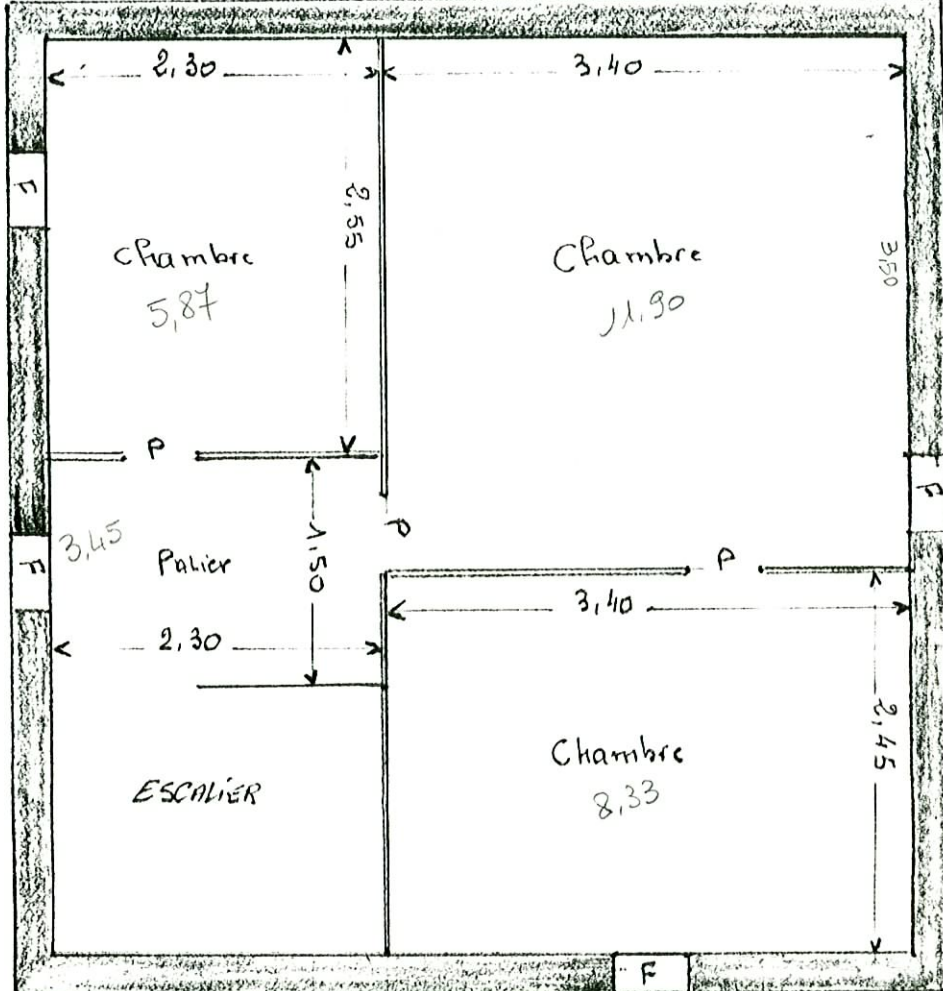 2,30
3,40
F
2,55
Chambre
5,87
Chambre
11,90
3,50
P
F
P
3,45
Palier
1,50
F
P
2,30
3,40
2,45
Chambre
8,33
ESCALIER
F